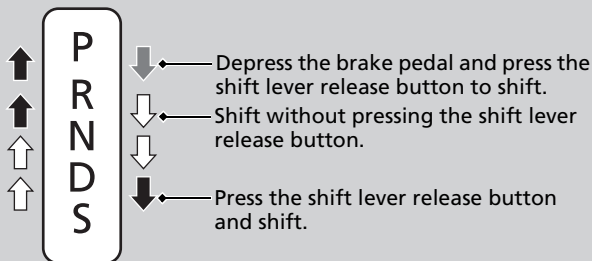 P
R
N
D
S
Depress the brake pedal and press the
shift lever release button to shift.
Shift without pressing the shift lever
release button.
Press the shift lever release button
and shift.